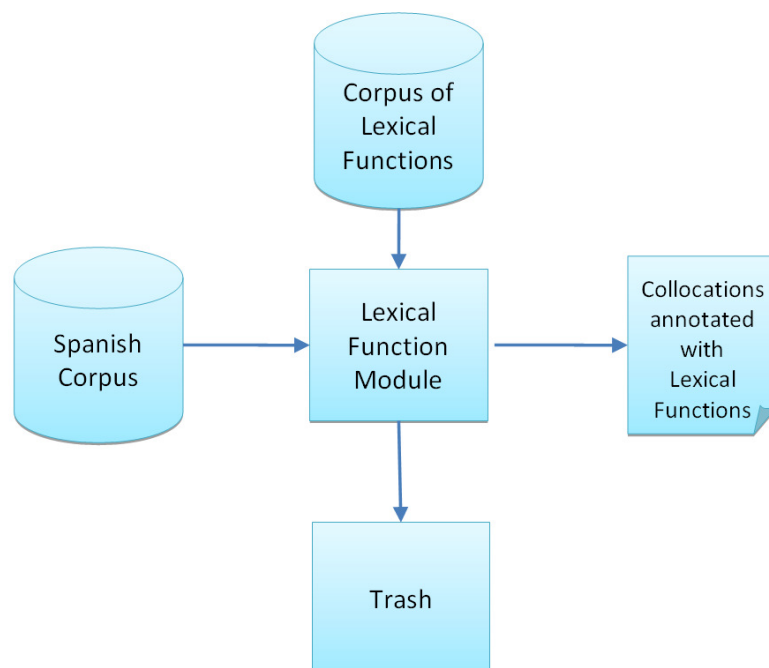 Corpus of
Lexical
Functions
Spanish
Corpus
Lexical
Function
Module
Collocations
annotated
with
Lexical
Functions
Trash